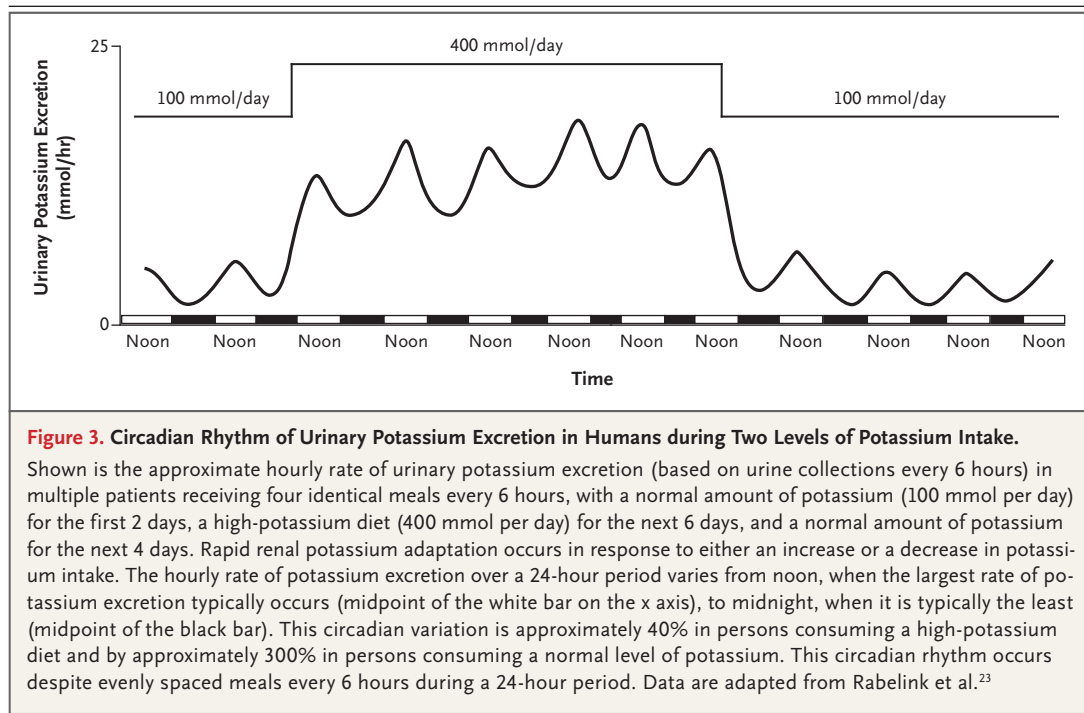 25
400 mmol/day
100 mmol/day
100 mmol/day
Urinary Potassium Excretion
(mmol/hr)
0
Noon Noon Noon Noon Noon Noon Noon Noon Noon Noon Noon Noon
Time
Figure 3. Circadian Rhythm of Urinary Potassium Excretion in Humans during Two Levels of Potassium Intake.
Shown is the approximate hourly rate of urinary potassium excretion (based on urine collections every 6 hours) in
multiple patients receiving four identical meals every 6 hours, with a normal amount of potassium (100 mmol per day)
for the first 2 days, a high-potassium diet (400 mmol per day) for the next 6 days, and a normal amount of potassium
for the next 4 days. Rapid renal potassium adaptation occurs in response to either an increase or a decrease in potassi-
um intake. The hourly rate of potassium excretion over a 24-hour period varies from noon, when the largest rate of po-
tassium excretion typically occurs (midpoint of the white bar on the x axis), to midnight, when it is typically the least
(midpoint of the black bar). This circadian variation is approximately 40% in persons consuming a high-potassium
diet and by approximately 300% in persons consuming a normal level of potassium. This circadian rhythm occurs
despite evenly spaced meals every 6 hours during a 24-hour period. Data are adapted from Rabelink et al.23